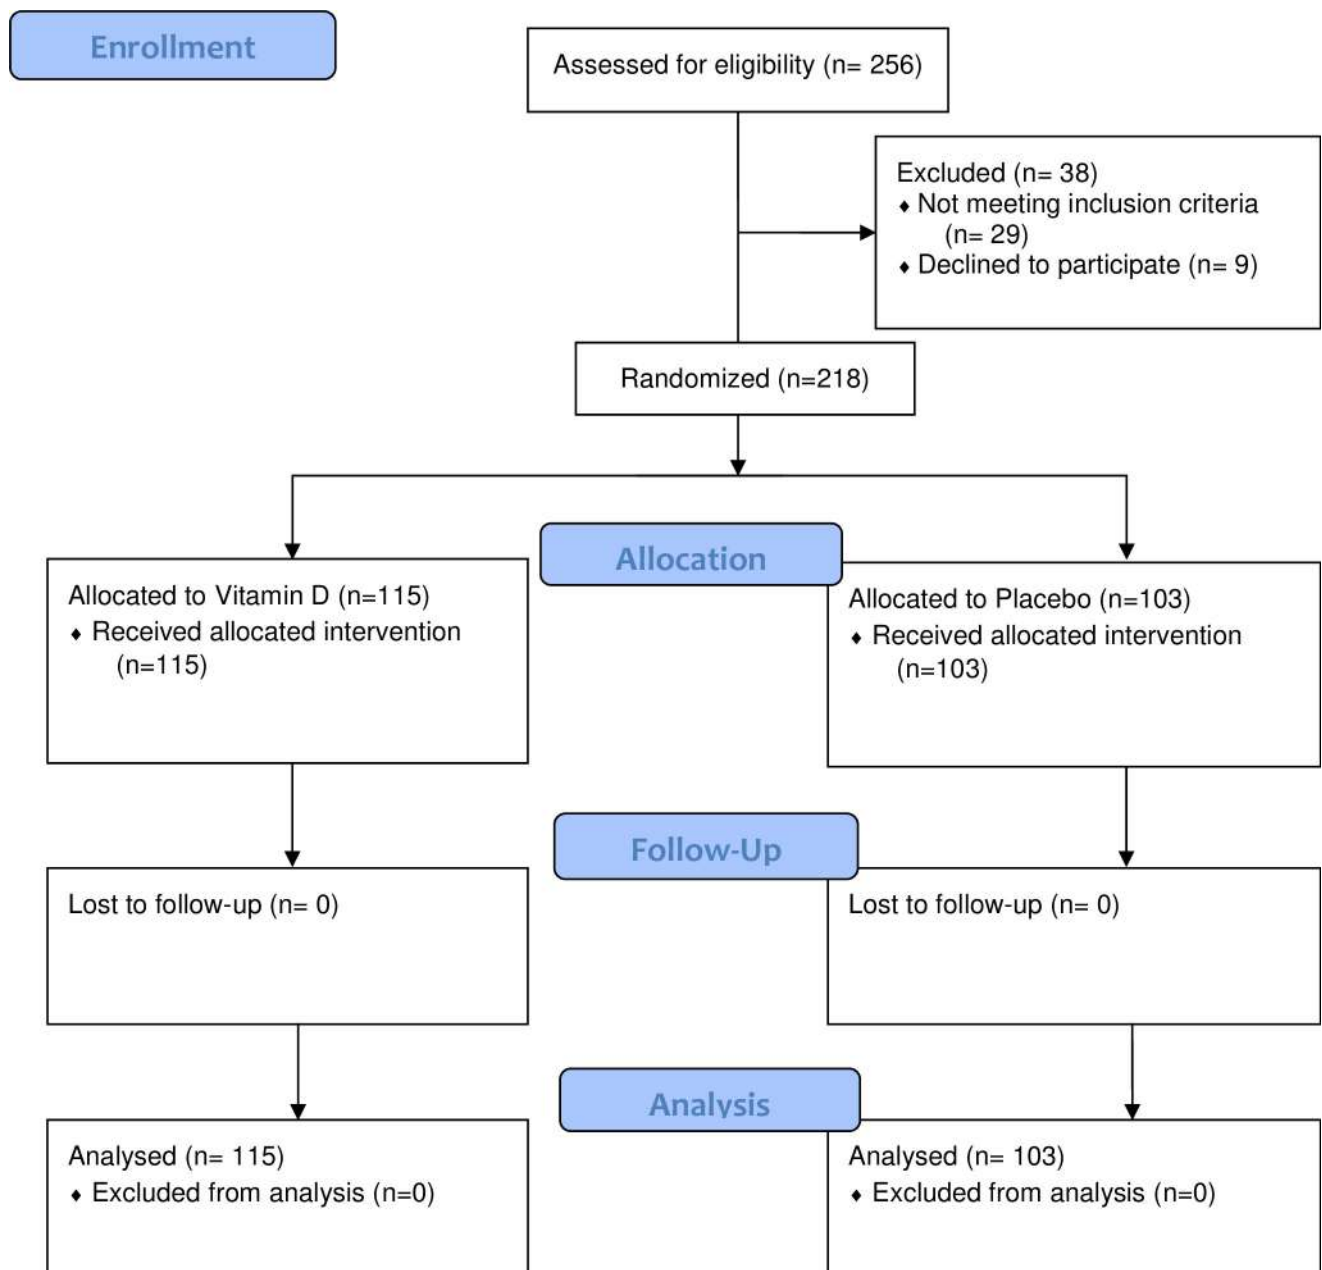 Enrollment
Assessed for eligibility (n= 256)
Excluded (n= 38)
♦ Not meeting inclusion criteria
(n= 29)
♦ Declined to participate (n= 9)
Randomized (n=218)
Allocation
Allocated to Vitamin D (n=115)
♦ Received allocated intervention
(n=115)
Allocated to Placebo (n=103)
♦ Received allocated intervention
(n=103)
Follow-Up
Lost to follow-up (n= 0)
Lost to follow-up (n= 0)
Analysis
Analysed (n= 115)
♦ Excluded from analysis (n=0)
Analysed (n= 103)
♦ Excluded from analysis (n=0)